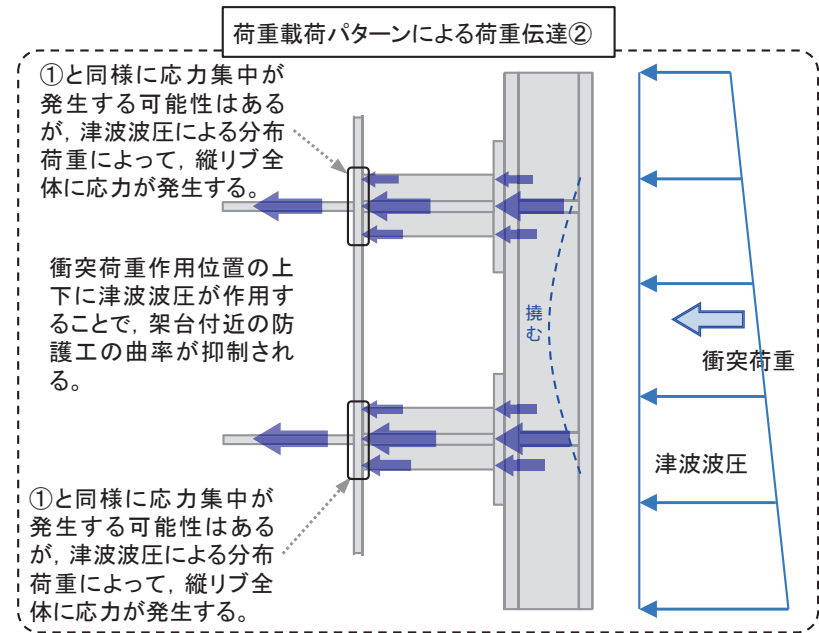 荷重載荷パターンによる荷重伝達②
①と同様に応力集中が
発生する可能性はある
が，津波波圧による分布
荷重によって，縦リブ全
体に応力が発生する。
衝突荷重作用位置の上
下に津波波圧が作用す
ることで，架台付近の防
護工の曲率が抑制され
る。
撓む
衝突荷重
津波波圧
①と同様に応力集中が
発生する可能性はある
が，津波波圧による分布
荷重によって，縦リブ全
体に応力が発生する。